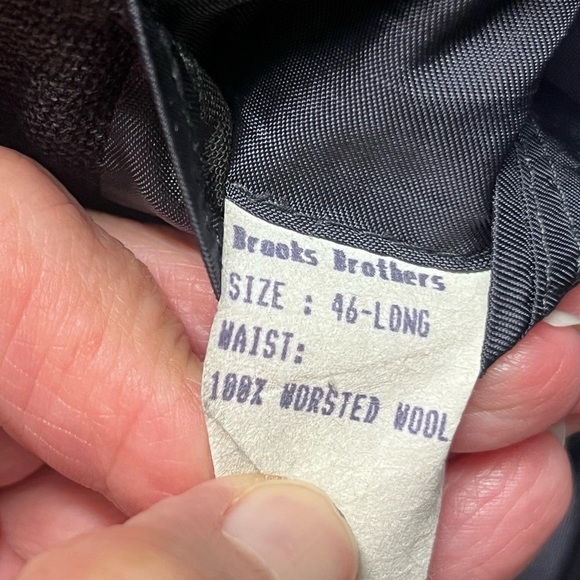 Brooks Brothers
SIZE : 46-LONG
WAIST:
100% WORSTED WOOL